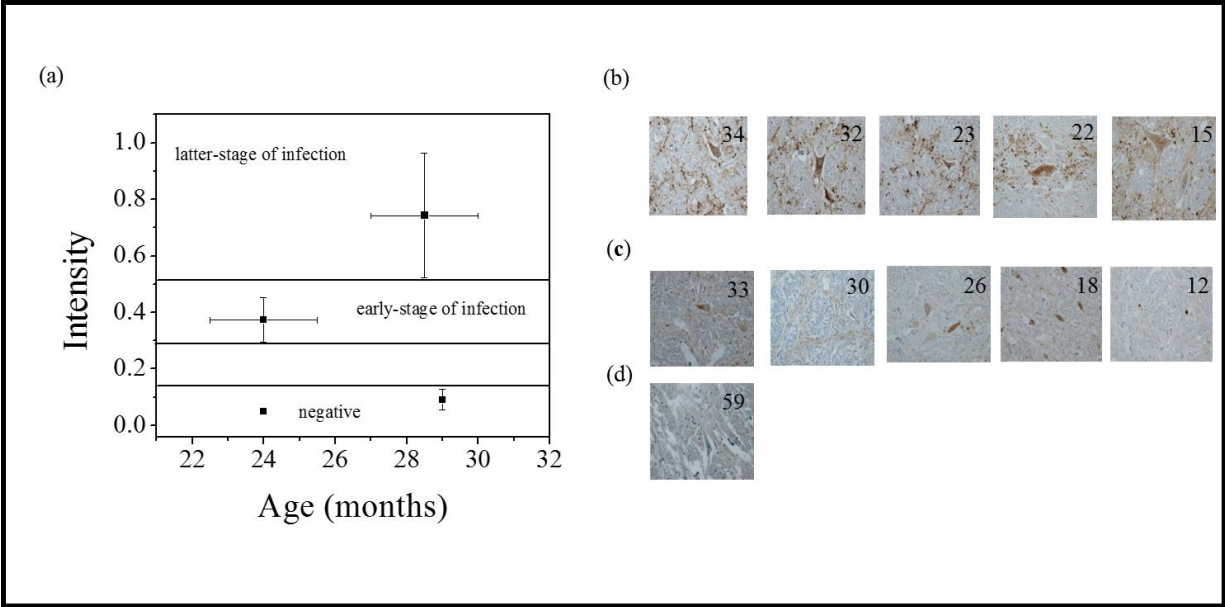 (a)
1.0
0.8
0.6
0.4
0.2
0.0
Intensity
latter-stage of infection
early-stage of infection
negative
22 24 26 28 30 32
Age (months)
(b)
34 32 23 22 15
(c)
33 30 26 18 12
(d)
59